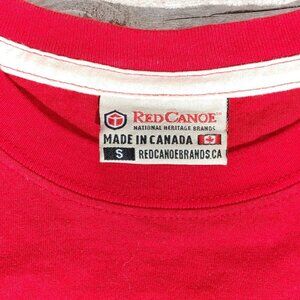 RED CANOE
NATIONAL HERITAGE BRANDS
MADE IN CANADA
S REDCANOEBRANDS.CA